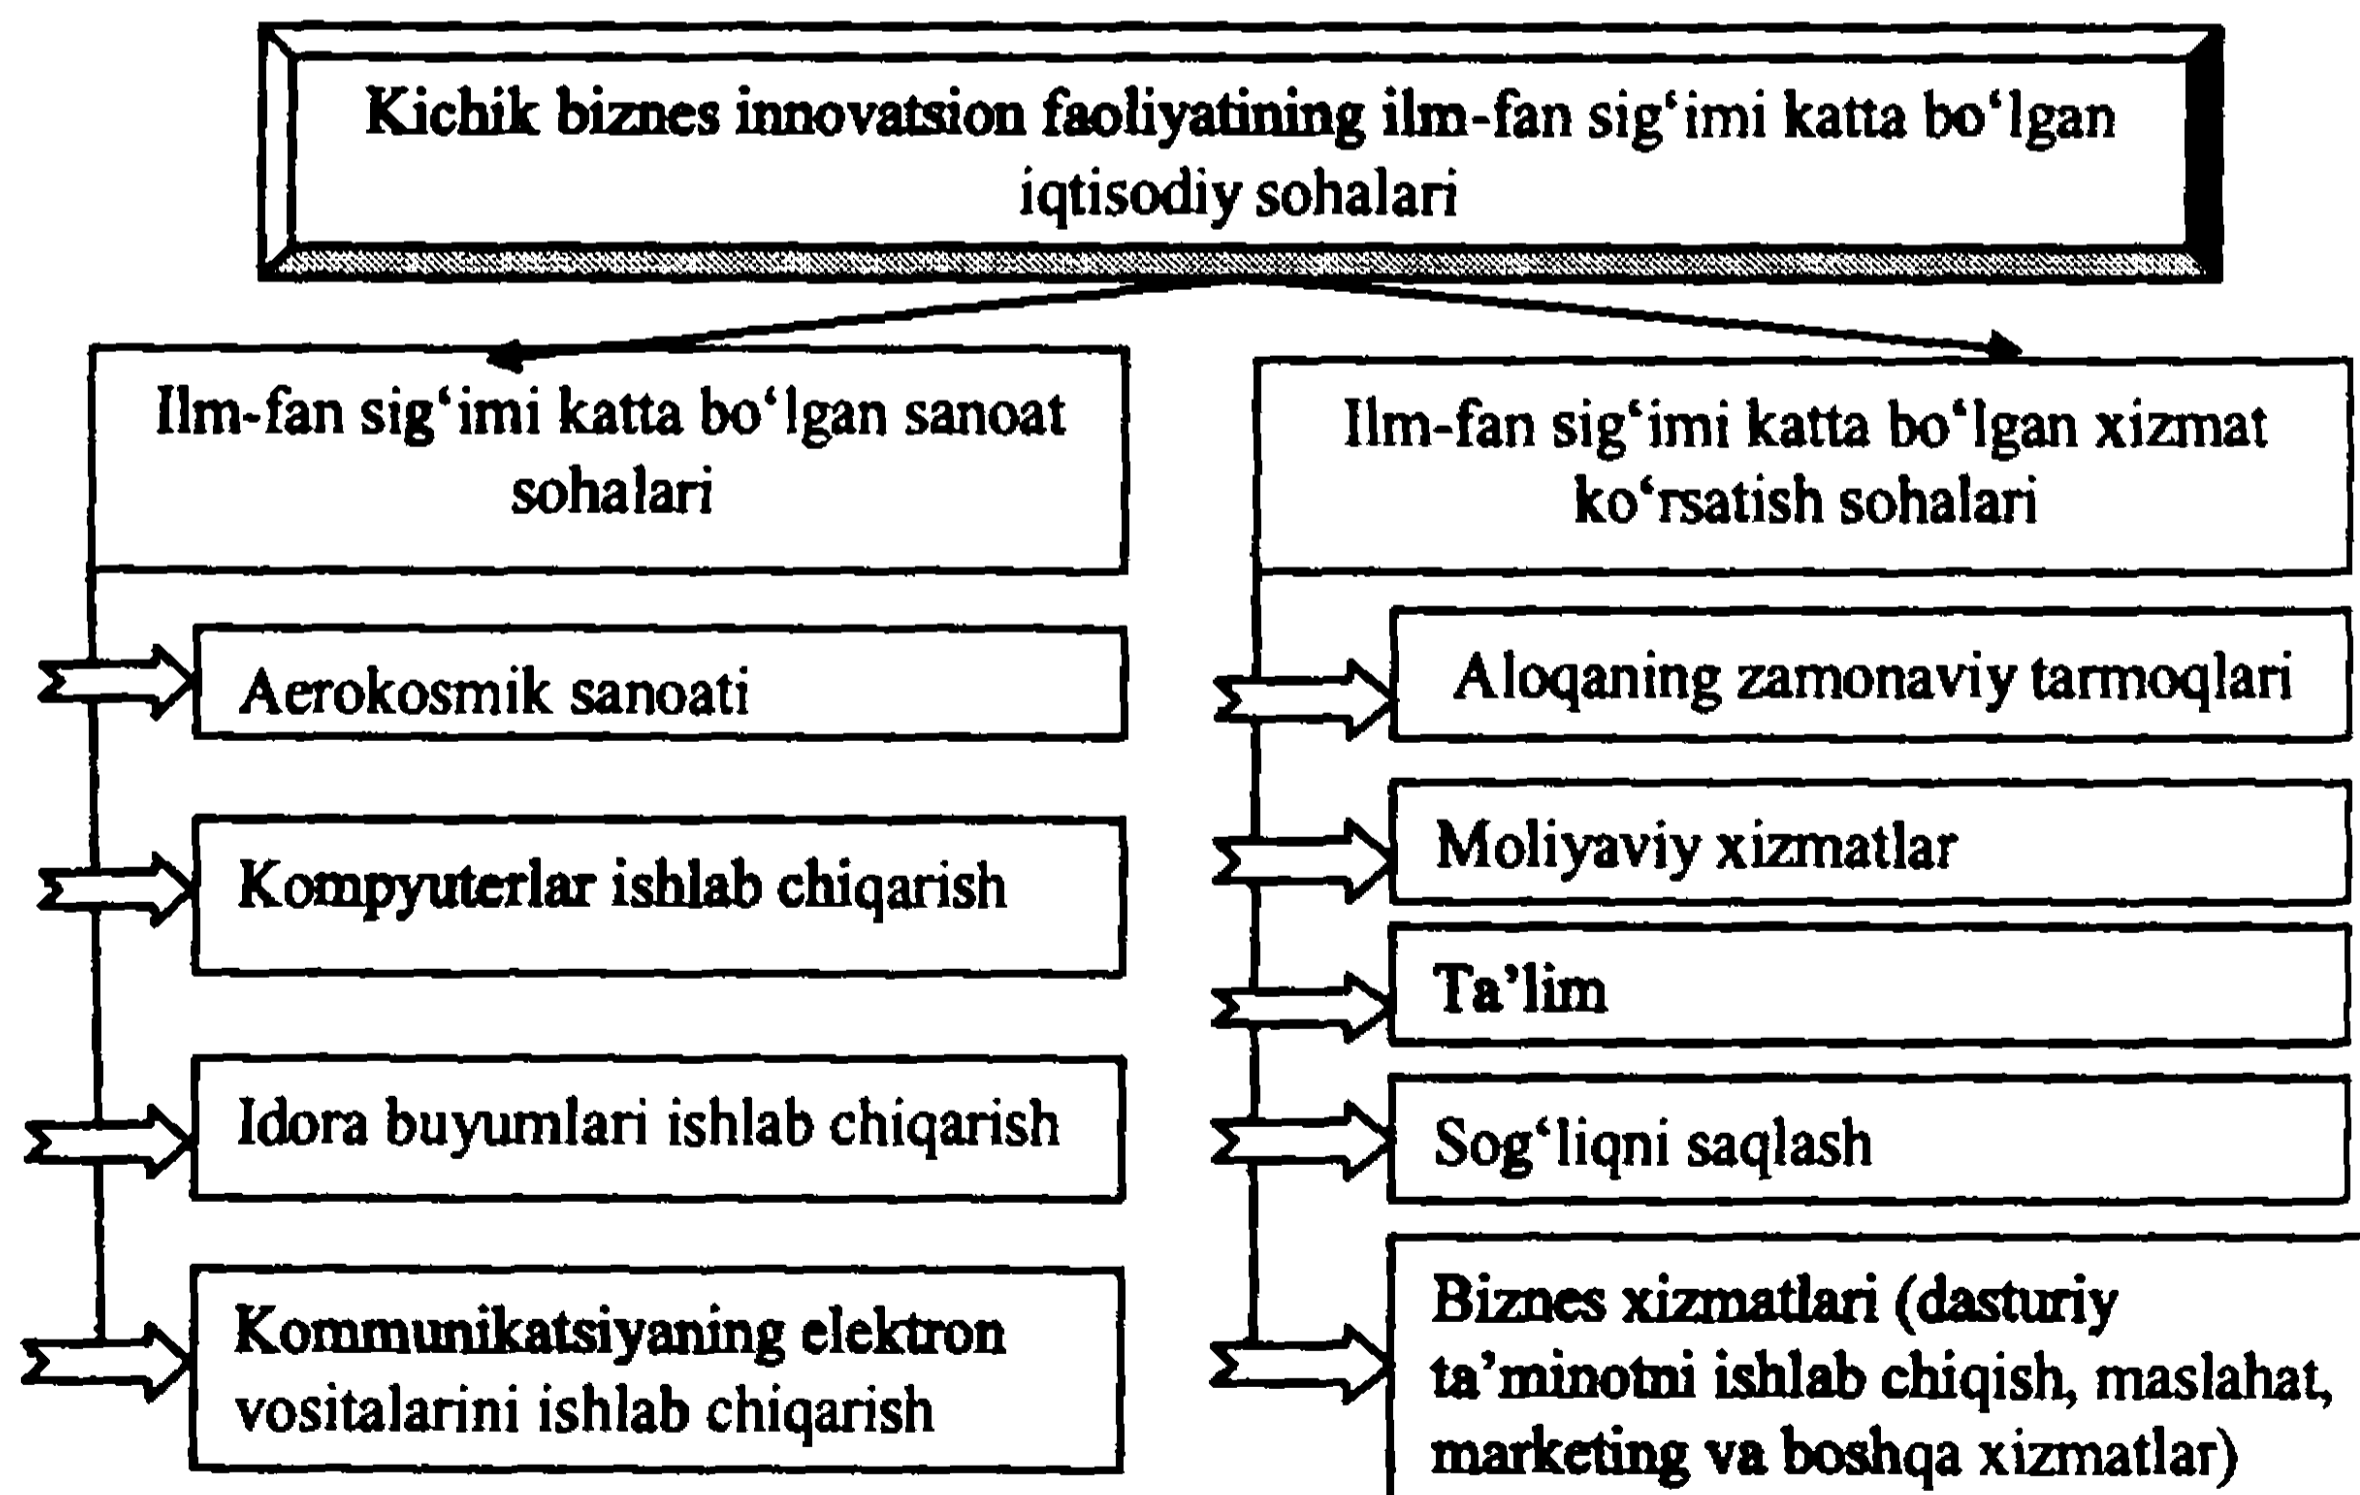 Kichik biznes innovatsion faoliyatining ilm-fan sig‘imi katta bo‘lgan
iqtisodiy sohalari
Ilm-fan sig‘imi katta bo‘lgan sanoat
sohalari
Aerokosmik sanoati
Kompyuterlar ishlab chiqarish
Idora buyumlari ishlab chiqarish
Kommunikatsiyaning elektron
vositalarini ishlab chiqarish
Ilm-fan sig‘imi katta bo‘lgan xizmat
ko‘rsatish sohalari
Aloqaning zamonaviy tarmoqlari
Moliyaviy xizmatlar
Ta’lim
Sog‘liqni saqlash
Biznes xizmatlari (dasturiy
ta’minotni ishlab chiqish, maslahat,
marketing va boshqa xizmatlar)